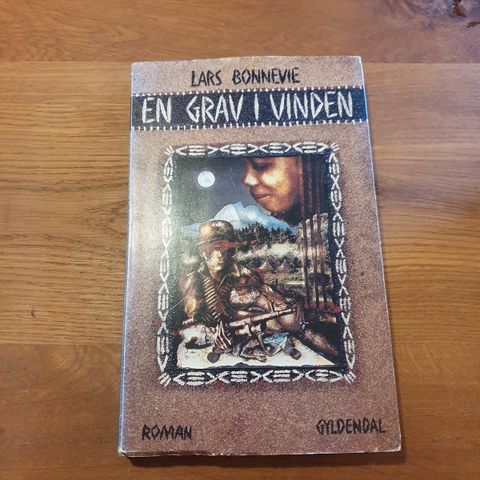 LARS BONNEVIE
EN GRAV I VINDEN
ROMAN
GYLDENDAL